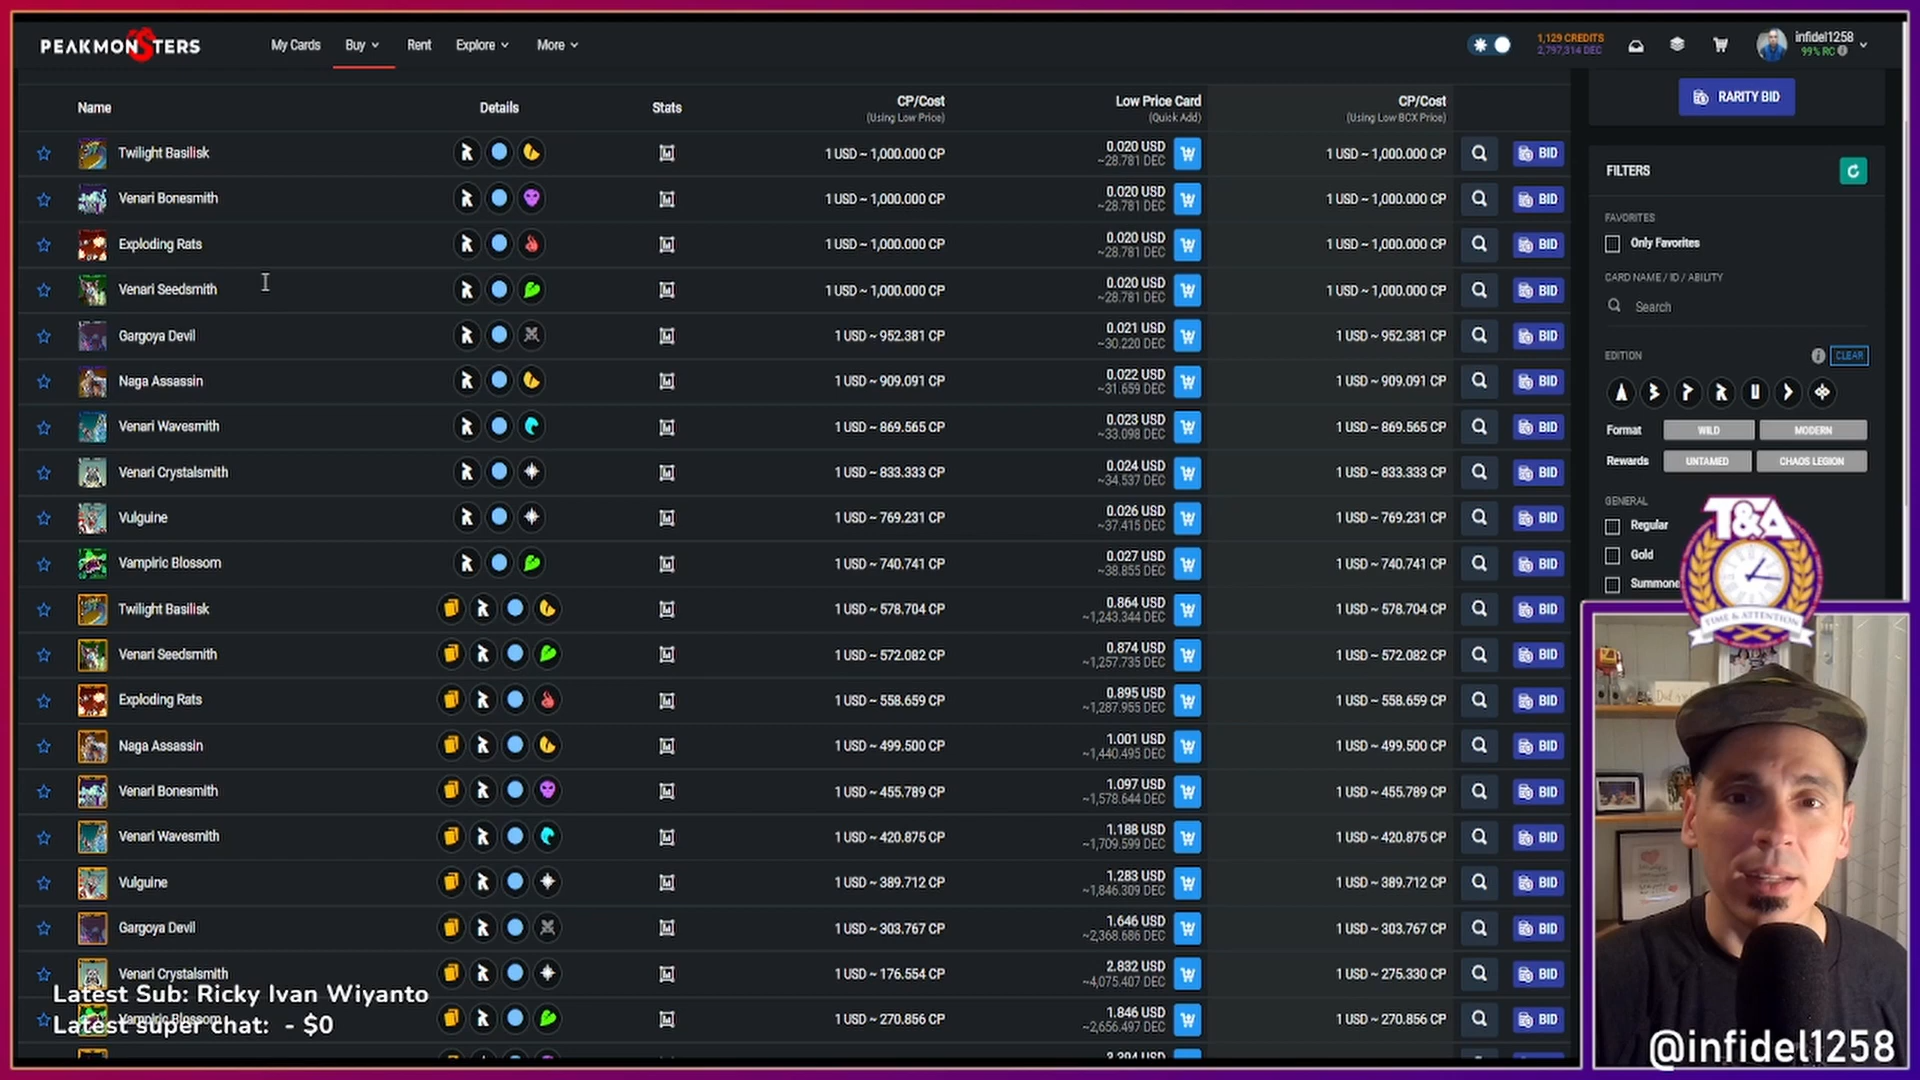 PEAKMONSTERS My Cards Buy Rent Explore More 1,129 CREDITS infidel1258
2,797,314 DEC 99% RC
Name Details Stats CP/Cost Low Price Card CP/Cost
(Using Low Price) (Quick Add) (Using Low BCX Price)
Twilight Basilisk 1 USD ~ 1,000.000 CP 0.020 USD 1 USD ~ 1,000.000 CP BID
~28.781 DEC
Venari Bonesmith 1 USD ~ 1,000.000 CP 0.020 USD 1 USD ~ 1,000.000 CP BID
~28.781 DEC
Exploding Rats 1 USD ~ 1,000.000 CP 0.020 USD 1 USD ~ 1,000.000 CP BID
~28.781 DEC
Venari Seedsmith 1 USD ~ 1,000.000 CP 0.020 USD 1 USD ~ 1,000.000 CP BID
~28.781 DEC
Gargoya Devil 1 USD ~ 952.381 CP 0.021 USD 1 USD ~ 952.381 CP BID
~30.220 DEC
Naga Assassin 1 USD ~ 909.091 CP 0.022 USD 1 USD ~ 909.091 CP BID
~31.659 DEC
Venari Wavesmith 1 USD ~ 869.565 CP 0.023 USD 1 USD ~ 869.565 CP BID
~33.098 DEC
Venari Crystalsmith 1 USD ~ 833.333 CP 0.024 USD 1 USD ~ 833.333 CP BID
~34.537 DEC
Vulguine 1 USD ~ 769.231 CP 0.026 USD 1 USD ~ 769.231 CP BID
~37.415 DEC
Vampiric Blossom 1 USD ~ 740.741 CP 0.027 USD 1 USD ~ 740.741 CP BID
~38.855 DEC
Twilight Basilisk 1 USD ~ 578.704 CP 0.864 USD 1 USD ~ 578.704 CP BID
~1,243.344 DEC
Venari Seedsmith 1 USD ~ 572.082 CP 0.874 USD 1 USD ~ 572.082 CP BID
~1,257.735 DEC
Exploding Rats 1 USD ~ 558.659 CP 0.895 USD 1 USD ~ 558.659 CP BID
~1,287.955 DEC
Naga Assassin 1 USD ~ 499.500 CP 1.001 USD 1 USD ~ 499.500 CP BID
~1,440.495 DEC
Venari Bonesmith 1 USD ~ 455.789 CP 1.097 USD 1 USD ~ 455.789 CP BID
~1,578.644 DEC
Venari Wavesmith 1 USD ~ 420.875 CP 1.188 USD 1 USD ~ 420.875 CP BID
~1,709.599 DEC
Vulguine 1 USD ~ 389.712 CP 1.283 USD 1 USD ~ 389.712 CP BID
~1,846.309 DEC
Gargoya Devil 1 USD ~ 303.767 CP 1.646 USD 1 USD ~ 303.767 CP BID
~2,368.686 DEC
Venari Crystalsmith 1 USD ~ 176.554 CP 2.832 USD 1 USD ~ 275.330 CP BID
~4,075.407 DEC
Vampiric Blossom 1 USD ~ 270.856 CP 1.846 USD 1 USD ~ 270.856 CP BID
~2,656.497 DEC
Latest Sub: Ricky Ivan Wiyanto
Latest super chat: - $0
RARITY BID
FILTERS
FAVORITES
Only Favorites
CARD NAME / ID / ABILITY
Search
EDITION CLEAR
Format WILD MODERN
Rewards UNTAMED CHAOS LEGION
GENERAL
Regular
Gold
Summone
T&A
TIME & ATTENTION
@infidel1258